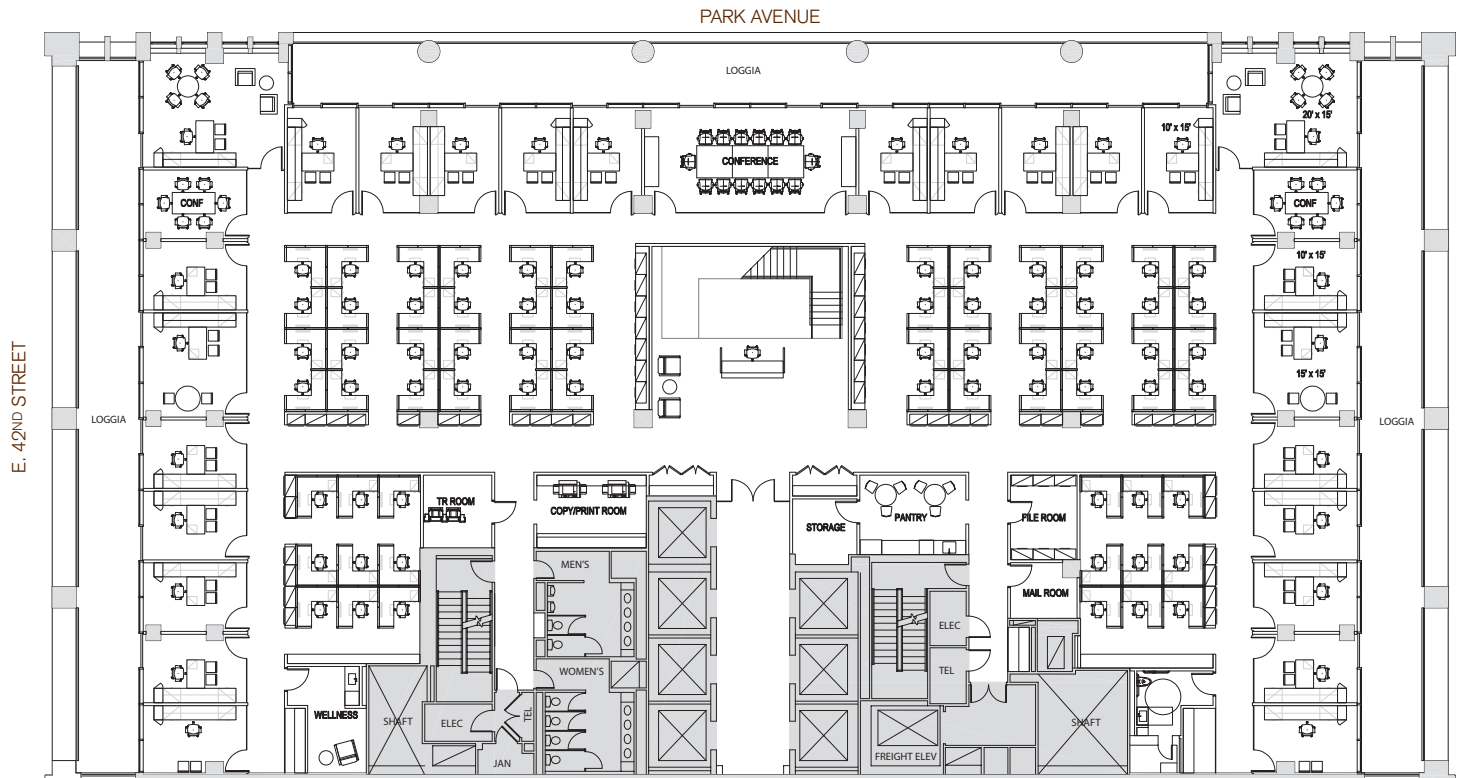 PARK AVENUE
LOGGIA
20' x 15'
10' x 15'
CONFERENCE
CONF
CONF
10' x 15'
E. 42ND STREET
15' x 15'
LOGGIA
LOGGIA
TR ROOM
COPY/PRINT ROOM
STORAGE
PANTRY
FILE ROOM
MEN'S
MAIL ROOM
ELEC
WOMEN'S
TEL
WELLNESS
SHAFT
ELEC
TEL
SHAFT
JAN
FREIGHT ELEV